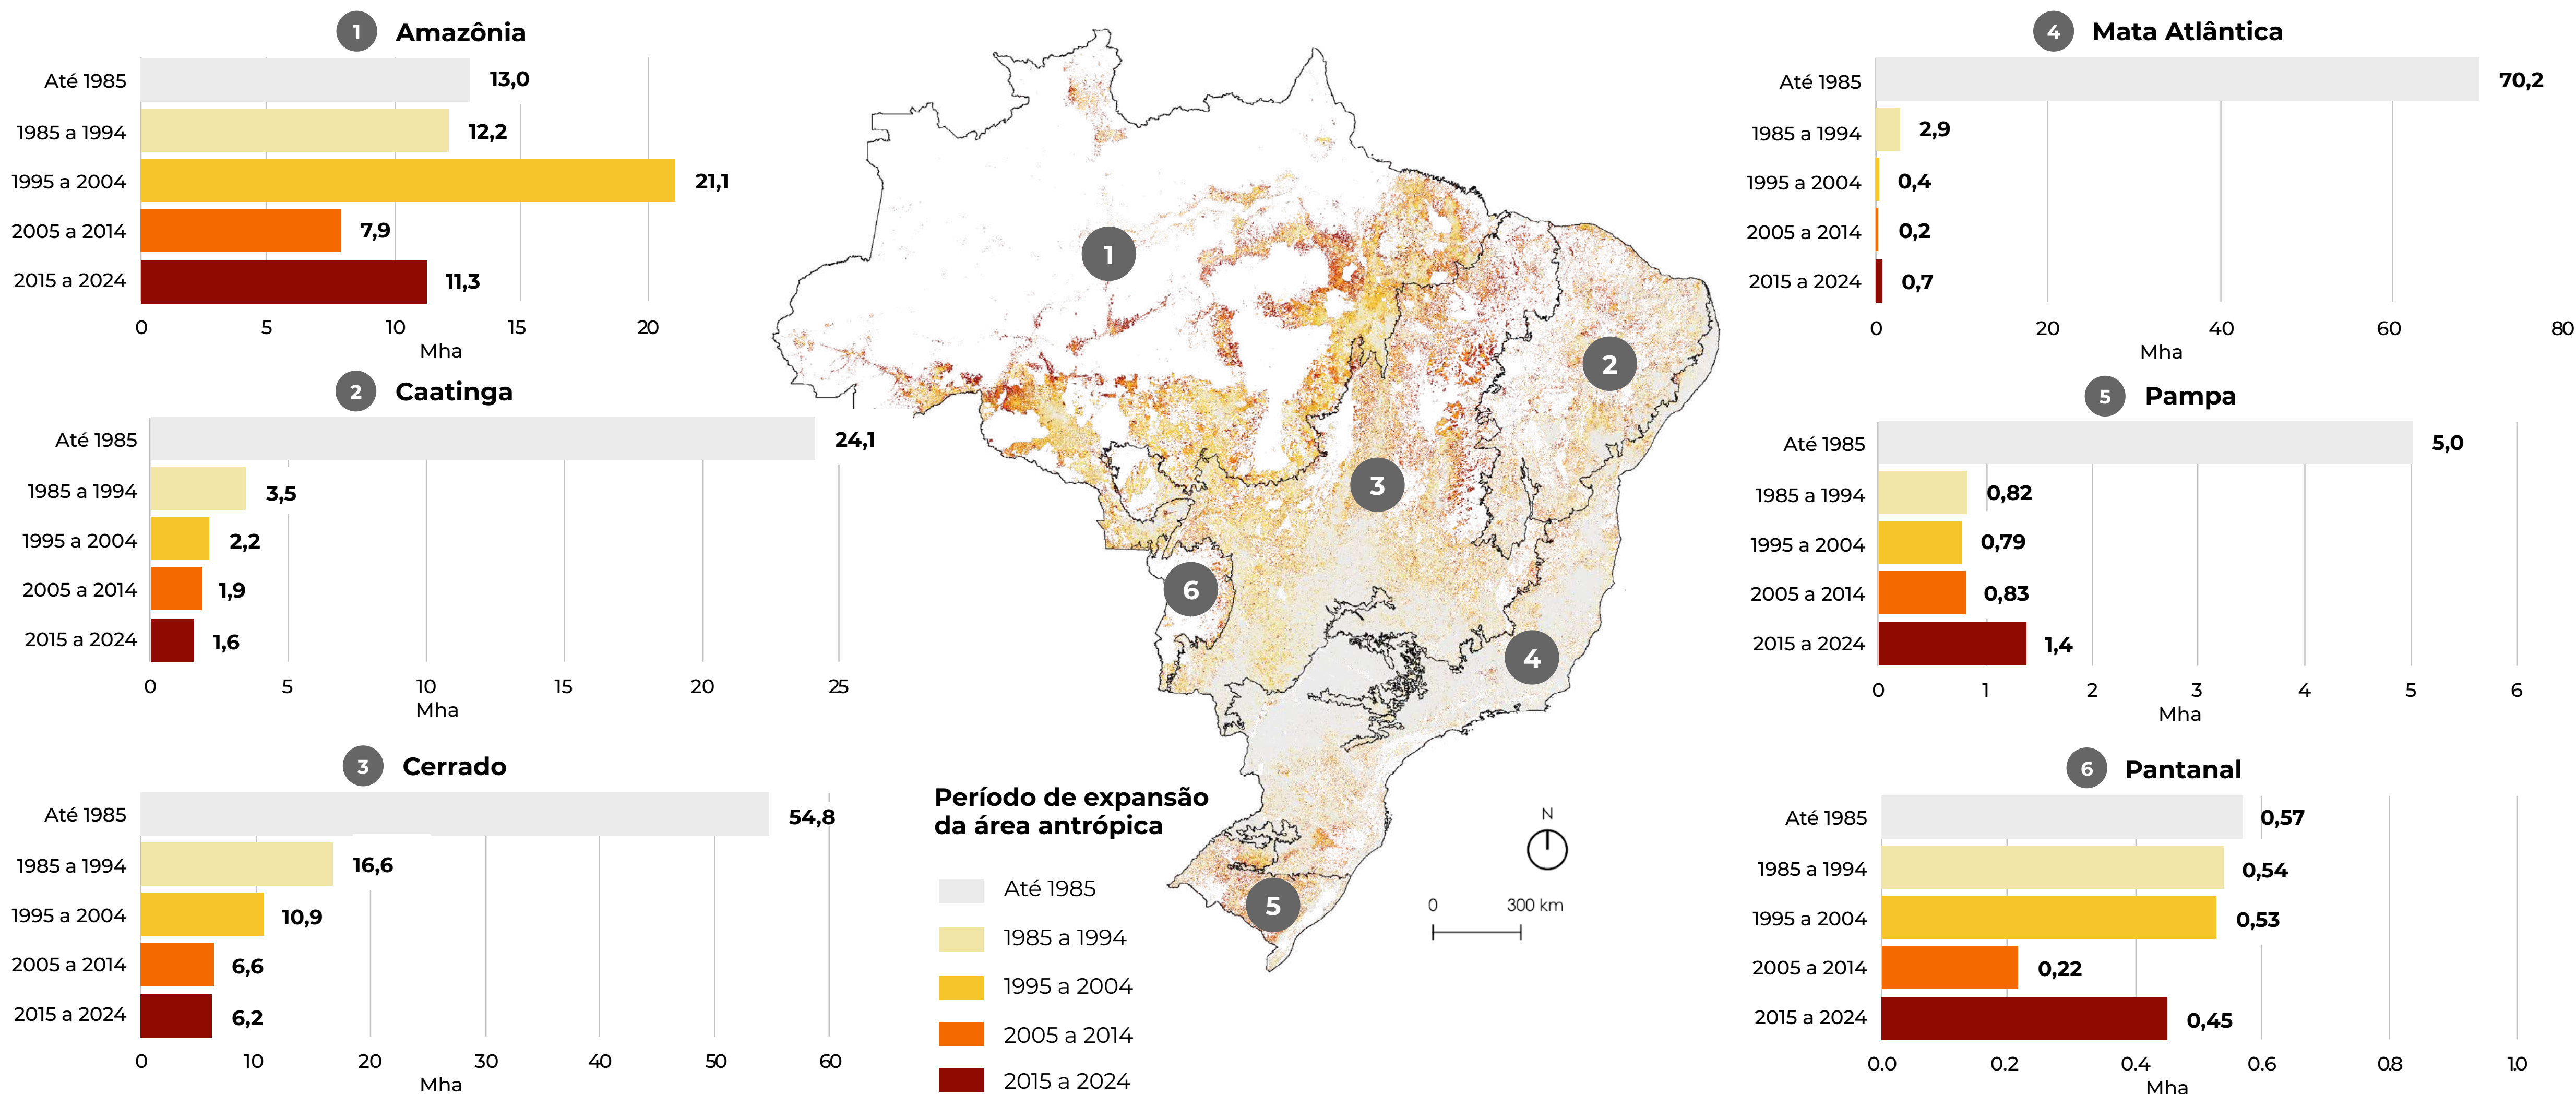 1 Amazônia
Até 1985 13,0
1985 a 1994 12,2
1995 a 2004 21,1
2005 a 2014 7,9
2015 a 2024 11,3
0 5 10 15 20
Mha
2 Caatinga
Até 1985 24,1
1985 a 1994 3,5
1995 a 2004 2,2
2005 a 2014 1,9
2015 a 2024 1,6
0 5 10 15 20 25
Mha
3 Cerrado
Até 1985 54,8
1985 a 1994 16,6
1995 a 2004 10,9
2005 a 2014 6,6
2015 a 2024 6,2
0 10 20 30 40 50 60
Mha
1
2
3
6
4
5
Período de expansão
da área antrópica
Até 1985
1985 a 1994
1995 a 2004
2005 a 2014
2015 a 2024
N
0 300 km
4 Mata Atlântica
Até 1985 70,2
1985 a 1994 2,9
1995 a 2004 0,4
2005 a 2014 0,2
2015 a 2024 0,7
0 20 40 60 80
Mha
5 Pampa
Até 1985 5,0
1985 a 1994 0,82
1995 a 2004 0,79
2005 a 2014 0,83
2015 a 2024 1,4
0 1 2 3 4 5 6
Mha
6 Pantanal
Até 1985 0,57
1985 a 1994 0,54
1995 a 2004 0,53
2005 a 2014 0,22
2015 a 2024 0,45
0.0 0.2 0.4 0.6 0.8 1.0
Mha